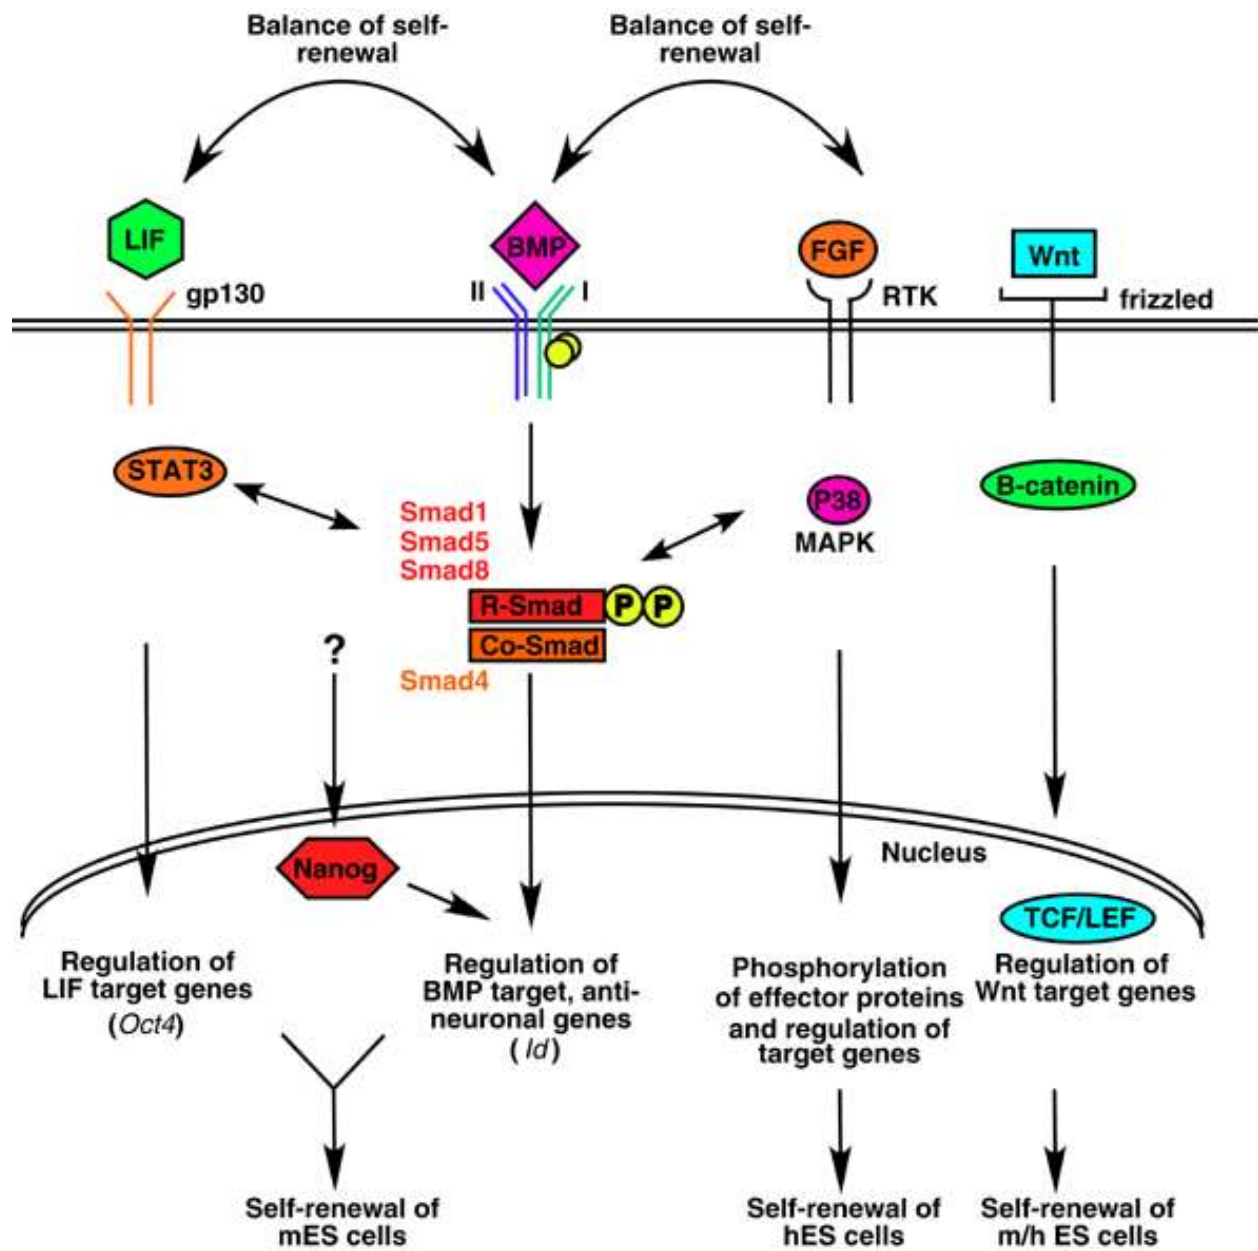 Balance of self-
renewal
Balance of self-
renewal
LIF
BMP
FGF
Wnt
gp130
II
I
RTK
frizzled
STAT3
P38
MAPK
B-catenin
Smad1
Smad5
Smad8
R-Smad
P
P
Co-Smad
Smad4
?
Nanog
Nucleus
TCF/LEF
Regulation of
LIF target genes
(Oct4)
Regulation of
BMP target, anti-
neuronal genes
(Id)
Phosphorylation
of effector proteins
and regulation of
target genes
Regulation of
Wnt target genes
Self-renewal of
mES cells
Self-renewal of
hES cells
Self-renewal of
m/h ES cells